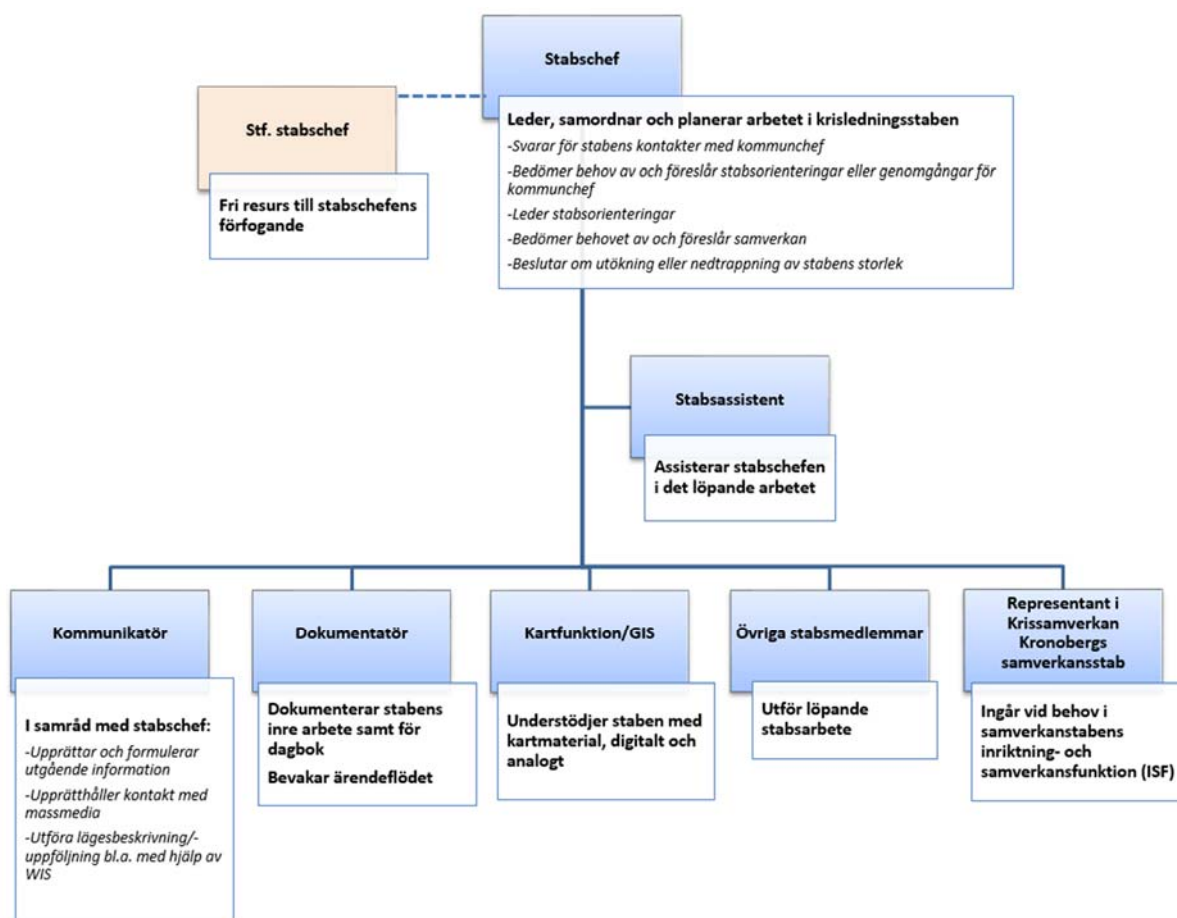 Stabschef
Leder, samordnar och planerar arbetet i krisledningsstaben
-Svarar för stabens kontakter med kommunchef
-Bedömer behov av och föreslår stabsorienteringar eller genomgångar för
kommunchef
-Leder stabsorienteringar
-Bedömer behovet av och föreslår samverkan
-Beslutar om utökning eller nedtrappning av stabens storlek
Stf. stabschef
Fri resurs till stabschefens
förfogande
Stabsassistent
Assisterar stabschefen
i det löpande arbetet
Kommunikatör
I samråd med stabschef:
-Upprättar och formulerar
utgående information
-Upprätthåller kontakt med
massmedia
-Utföra lägesbeskrivning/-
uppföljning bl.a. med hjälp av
WIS
Dokumentatör
Dokumenterar stabens
inre arbete samt för
dagbok
Bevakar ärendeflödet
Kartfunktion/GIS
Understödjer staben med
kartmaterial, digitalt och
analogt
Övriga stabsmedlemmar
Utför löpande
stabsarbete
Representant i
Krissamverkan
Kronobergs
samverkansstab
Ingår vid behov i
samverkanstabens
inriktning- och
samverkansfunktion (ISF)